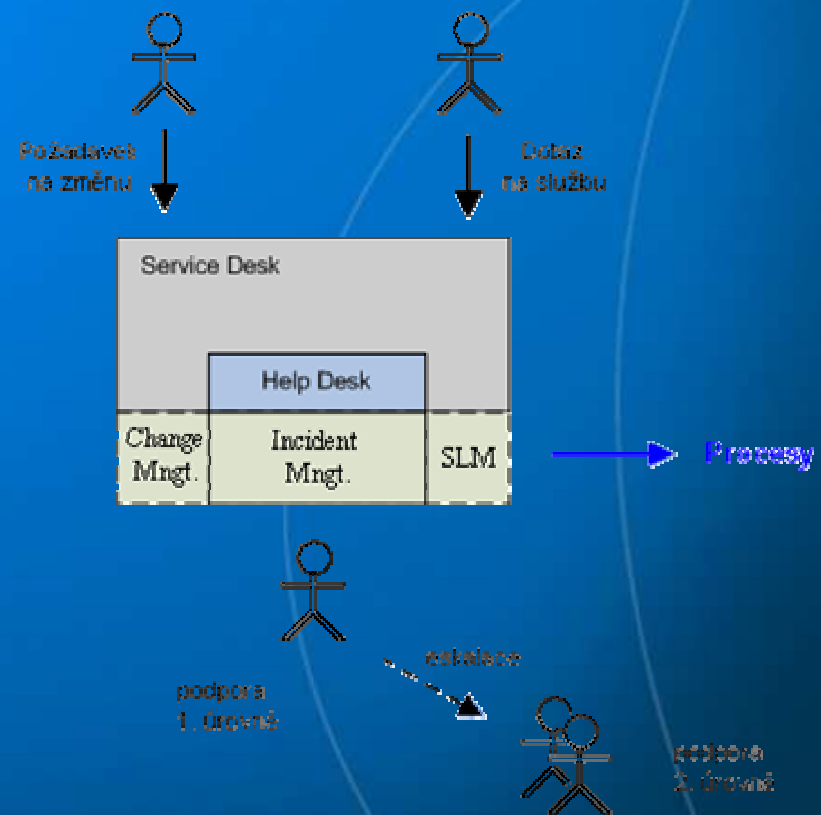 Požadavek
na změnu
Dotaz
na službu
Service Desk
Help Desk
Change
Mngt.
Incident
Mngt.
SLM
Procesy
eskalace
podpora
1. úrovně
podpora
2. úrovně